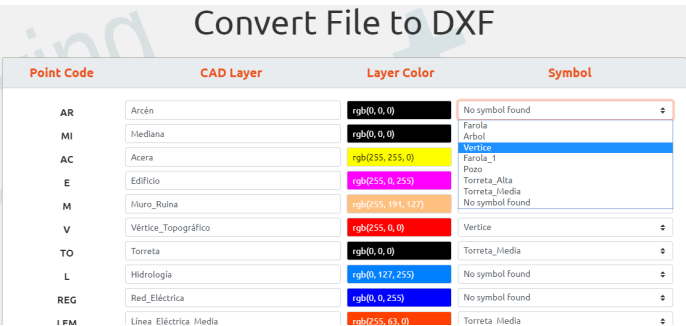 Convert File to DXF
Point Code CAD Layer Layer Color Symbol
AR Arcén rgb(0, 0, 0) No symbol found
Farola
MI Mediana rgb(0, 0, 0) Arbol
Vertice
AC Acera rgb(255, 255, 0) Farola_1
Pozo
E Edificio rgb(255, 0, 255) Torreta_Alta
Torreta_Media
M Muro_Ruina rgb(255, 191, 127) No symbol found
V Vértice_Topográfico rgb(255, 0, 0) Vertice
TO Torreta rgb(0, 0, 0) Torreta_Media
L Hidrología rgb(0, 127, 255) No symbol found
REG Red_Eléctrica rgb(0, 0, 255) No symbol found
LEM Línea_Eléctrica_Media rgb(255, 63, 0) Torreta_Media